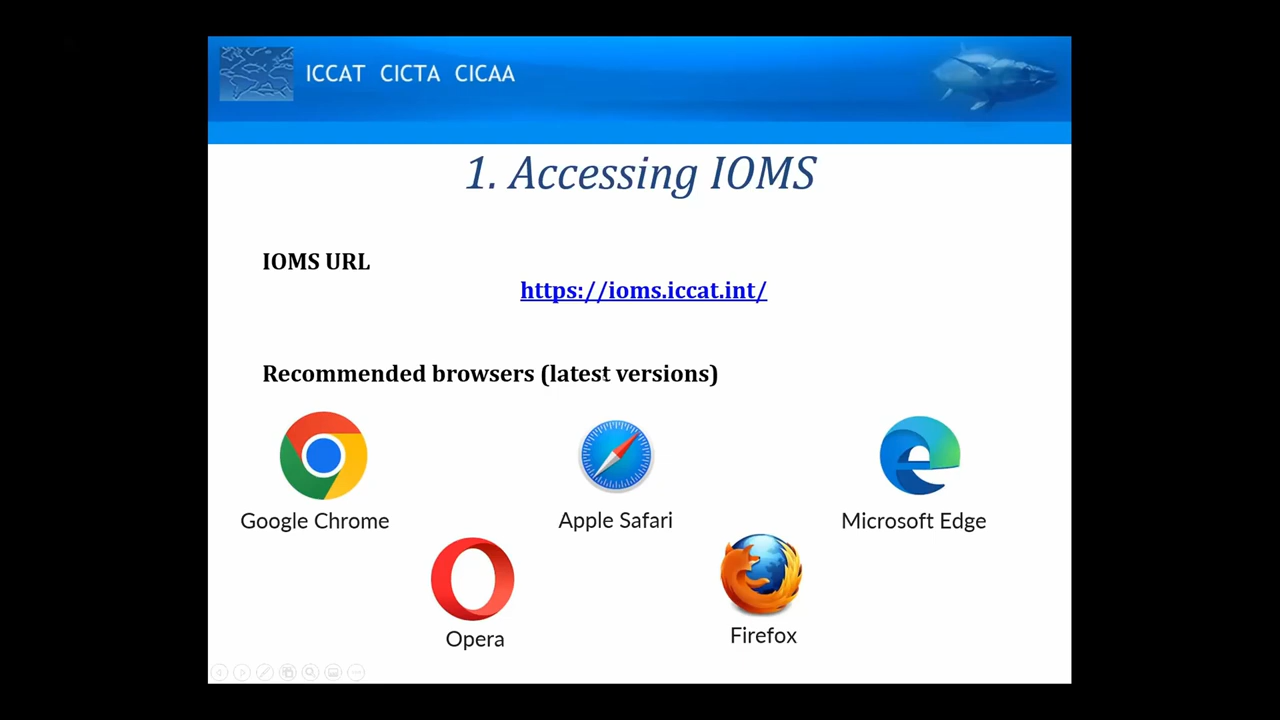 ICCAT CICTA CICAA
1. Accessing IOMS
IOMS URL
https://ioms.iccat.int/
Recommended browsers (latest versions)
Google Chrome
Apple Safari
Microsoft Edge
Opera
Firefox